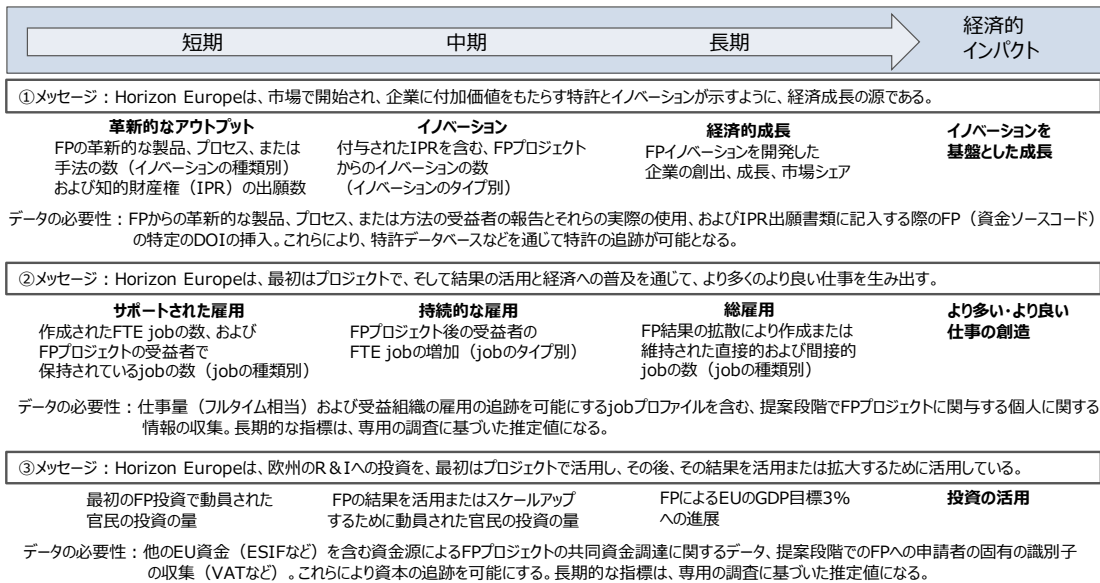 短期 中期 長期 経済的
インパクト
①メッセージ：Horizon Europeは、市場で開始され、企業に付加価値をもたらす特許とイノベーションが示すように、経済成長の源である。
革新的なアウトプット
FPの革新的な製品、プロセス、または
手法の数（イノベーションの種類別）
および知的財産権（IPR）の出願数
イノベーション
付与されたIPRを含む、FPプロジェクト
からのイノベーションの数
（イノベーションのタイプ別）
経済的成長
FPイノベーションを開発した
企業の創出、成長、市場シェア
イノベーションを
基盤とした成長
データの必要性：FPからの革新的な製品、プロセス、または方法の受益者の報告とそれらの実際の使用、およびIPR出願書類に記入する際のFP（資金ソースコード）
の特定のDOIの挿入。これらにより、特許データベースなどを通じて特許の追跡が可能となる。
②メッセージ：Horizon Europeは、最初はプロジェクトで、そして結果の活用と経済への普及を通じて、より多くのより良い仕事を生み出す。
サポートされた雇用
作成されたFTE jobの数、および
FPプロジェクトの受益者で
保持されているjobの数（jobの種類別）
持続的な雇用
FPプロジェクト後の受益者の
FTE jobの増加（jobのタイプ別）
総雇用
FP結果の拡散により作成または
維持された直接的および間接的
jobの数（jobの種類別）
より多い・より良い
仕事の創造
データの必要性：仕事量（フルタイム相当）および受益組織の雇用の追跡を可能にするjobプロファイルを含む、提案段階でFPプロジェクトに関与する個人に関する
情報の収集。長期的な指標は、専用の調査に基づいた推定値になる。
③メッセージ：Horizon Europeは、欧州のR＆Iへの投資を、最初はプロジェクトで活用し、その後、その結果を活用または拡大するために活用している。
最初のFP投資で動員された
官民の投資の量
FPの結果を活用またはスケールアップ
するために動員された官民の投資の量
FPによるEUのGDP目標3%
への進展
投資の活用
データの必要性：他のEU資金（ESIFなど）を含む資金源によるFPプロジェクトの共同資金調達に関するデータ、提案段階でのFPへの申請者の固有の識別子
の収集（VATなど）。これらにより資本の追跡を可能にする。長期的な指標は、専用の調査に基づいた推定値になる。